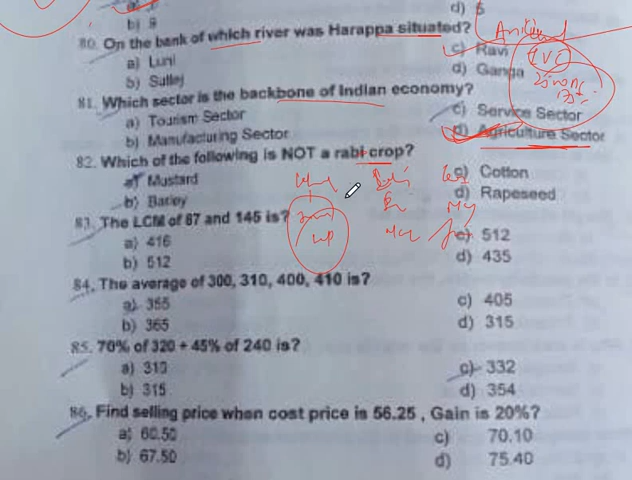 b) 9
d) 5
80. On the bank of which river was Harappa situated?
a) Luni
c) Ravi
b) Sutlej
d) Ganga
IVC
81. Which sector is the backbone of Indian economy?
a) Tourism Sector
c) Service Sector
b) Manufacturing Sector
d) Agriculture Sector
82. Which of the following is NOT a rabi crop?
a) Mustard
c) Cotton
b) Barley
d) Rapeseed
83. The LCM of 87 and 145 is?
a) 416
c) 512
b) 512
d) 435
84. The average of 300, 310, 400, 410 is?
a) 355
c) 405
b) 365
d) 315
85. 70% of 320 + 45% of 240 is?
a) 310
c) 332
b) 315
d) 354
86. Find selling price when cost price is 56.25 , Gain is 20%?
a) 60.50
c) 70.10
b) 67.50
d) 75.40